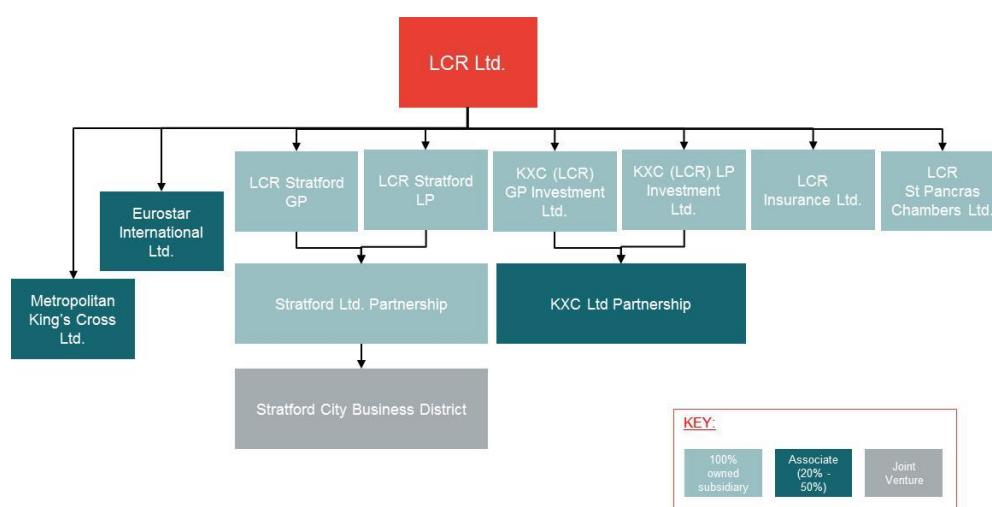 LCR Ltd.
LCR Stratford
GP
LCR Stratford
LP
KXC (LCR)
GP Investment
Ltd.
KXC (LCR) LP
Investment
Ltd.
LCR
Insurance Ltd.
LCR
St Pancras
Chambers Ltd.
Eurostar
International
Ltd.
Metropolitan
King's Cross
Ltd.
Stratford Ltd. Partnership
KXC Ltd Partnership
Stratford City Business District
KEY:
100%
owned
subsidiary
Associate
(20% -
50%)
Joint
Venture